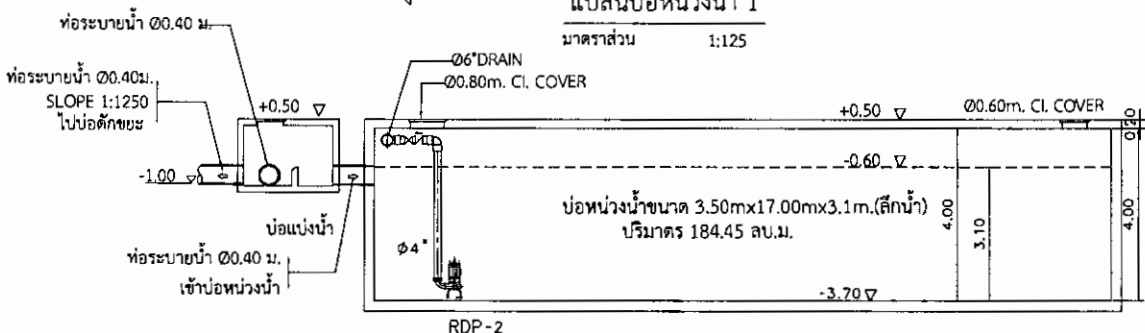 แปลนบ่อหน่วงน้ำ 1
มาตราส่วน 1:125
ท่อระบายน้ำ Ø0.40 ม.
ท่อระบายน้ำ Ø0.40ม.
SLOPE 1:1250
ไปบ่อดักขยะ
+0.50
-1.00
บ่อแบ่งน้ำ
ท่อระบายน้ำ Ø0.40 ม.
เข้าบ่อหน่วงน้ำ
Ø6"DRAIN
Ø0.80m. CI. COVER
+0.50
Ø0.60m. CI. COVER
0.20
-0.60
บ่อหน่วงน้ำขนาด 3.50mx17.00mx3.1m.(ลึกน้ำ)
ปริมาตร 184.45 ลบ.ม.
Ø4"
4.00
3.10
4.00
-3.70
RDP-2